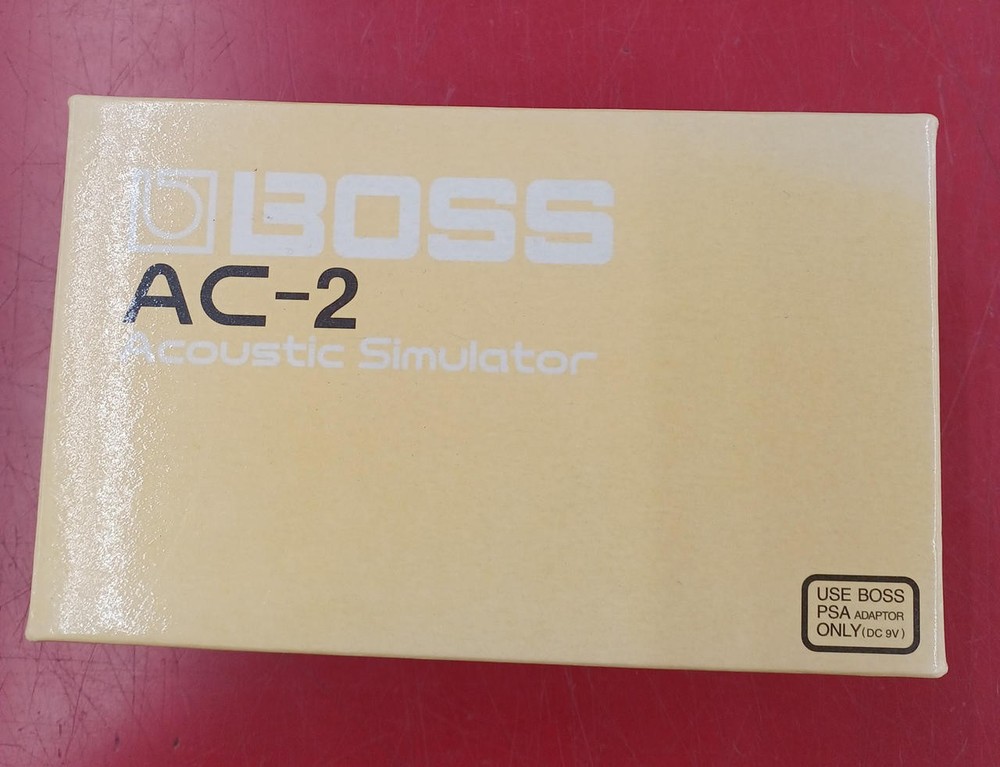 BOSS
AC-2
Acoustic Simulator
USE BOSS
PSA ADAPTOR
ONLY (DC 9V)